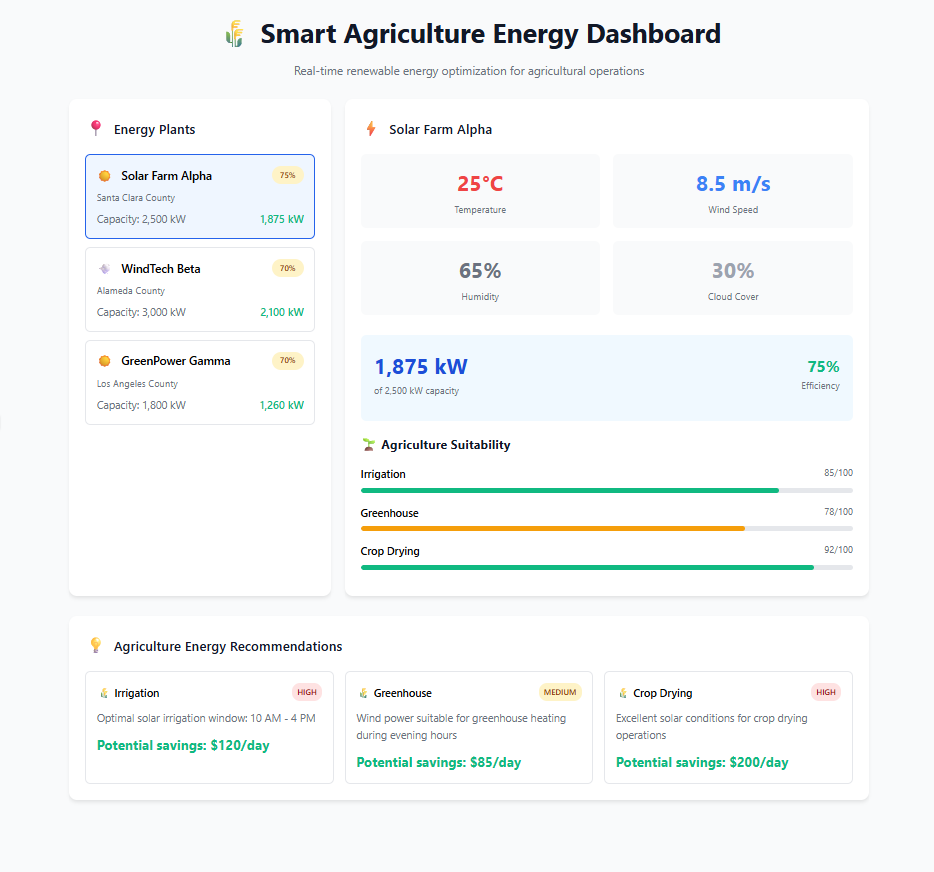 Smart Agriculture Energy Dashboard
Real-time renewable energy optimization for agricultural operations
Energy Plants
Solar Farm Alpha
75%
Santa Clara County
Capacity: 2,500 kW
1,875 kW
WindTech Beta
70%
Alameda County
Capacity: 3,000 kW
2,100 kW
GreenPower Gamma
70%
Los Angeles County
Capacity: 1,800 kW
1,260 kW
Solar Farm Alpha
25°C
Temperature
8.5 m/s
Wind Speed
65%
Humidity
30%
Cloud Cover
1,875 kW
of 2,500 kW capacity
75%
Efficiency
Agriculture Suitability
Irrigation
85/100
Greenhouse
78/100
Crop Drying
92/100
Agriculture Energy Recommendations
Irrigation
HIGH
Optimal solar irrigation window: 10 AM - 4 PM
Potential savings: $120/day
Greenhouse
MEDIUM
Wind power suitable for greenhouse heating
during evening hours
Potential savings: $85/day
Crop Drying
HIGH
Excellent solar conditions for crop drying
operations
Potential savings: $200/day